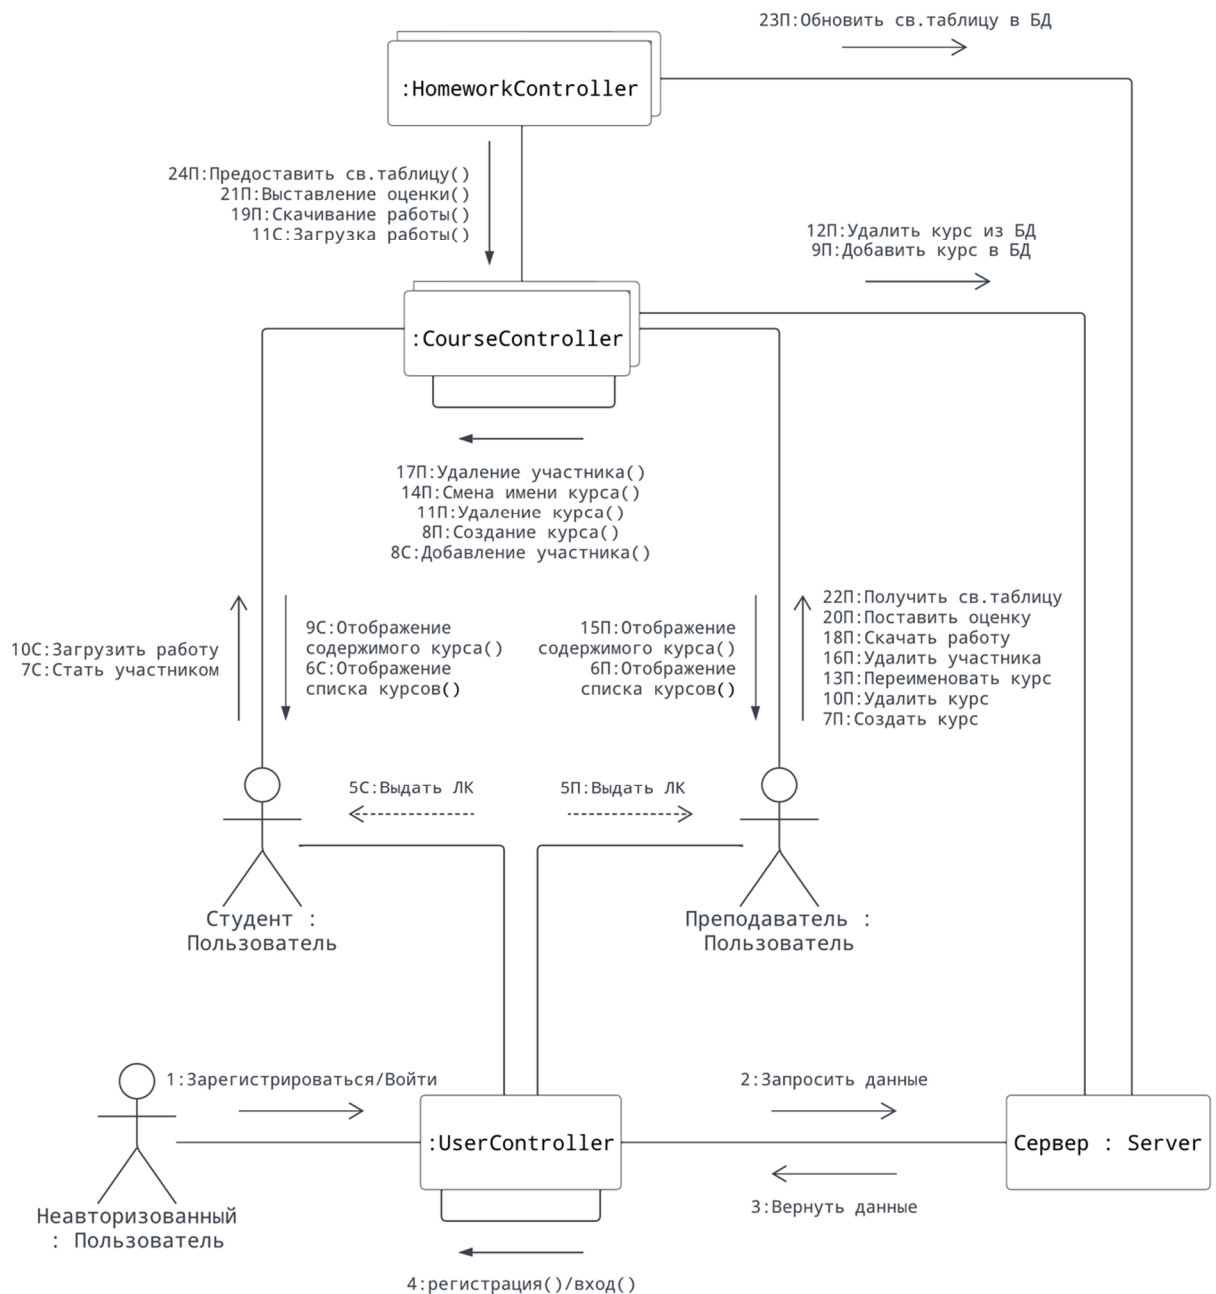 23П:Обновить св.таблицу в БД
:HomeworkController
24П:Предоставить св.таблицу()
21П:Выставление оценки()
19П:Скачивание работы()
11С:Загрузка работы()
12П:Удалить курс из БД
9П:Добавить курс в БД
:CourseController
17П:Удаление участника()
14П:Смена имени курса()
11П:Удаление курса()
8П:Создание курса()
8С:Добавление участника()
10С:Загрузить работу
7С:Стать участником
9С:Отображение
содержимого курса()
6С:Отображение
списка курсов()
15П:Отображение
содержимого курса()
6П:Отображение
списка курсов()
22П:Получить св.таблицу
20П:Поставить оценку
18П:Скачать работу
16П:Удалить участника
13П:Переименовать курс
10П:Удалить курс
7П:Создать курс
5С:Выдать ЛК
5П:Выдать ЛК
Студент :
Пользователь
Преподаватель :
Пользователь
1:Зарегистрироваться/Войти
2:Запросить данные
:UserController
Сервер : Server
3:Вернуть данные
Неавторизованный
: Пользователь
4:регистрация()/вход()